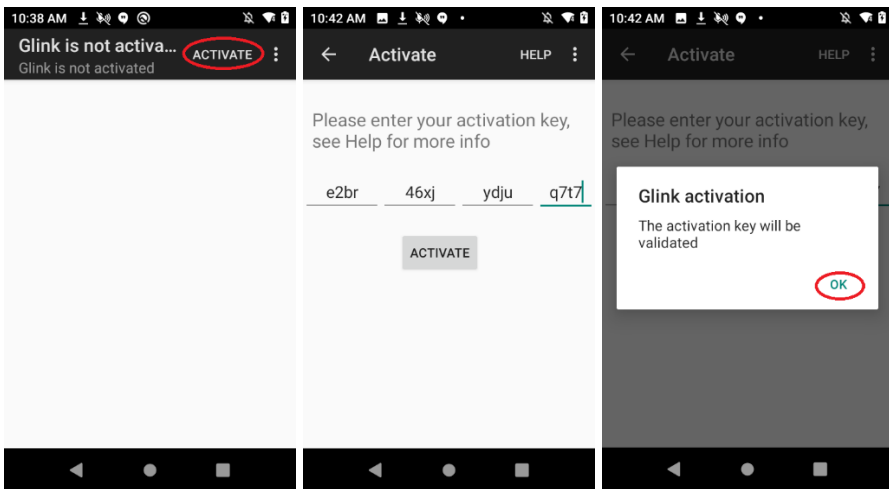 10:38 AM
Glink is not activa...
ACTIVATE
Glink is not activated
10:42 AM
Activate
HELP
Please enter your activation key,
see Help for more info
e2br 46xj ydju q7t7
ACTIVATE
10:42 AM
Activate
HELP
Please enter your activation key,
see Help for more info
Glink activation
The activation key will be
validated
OK